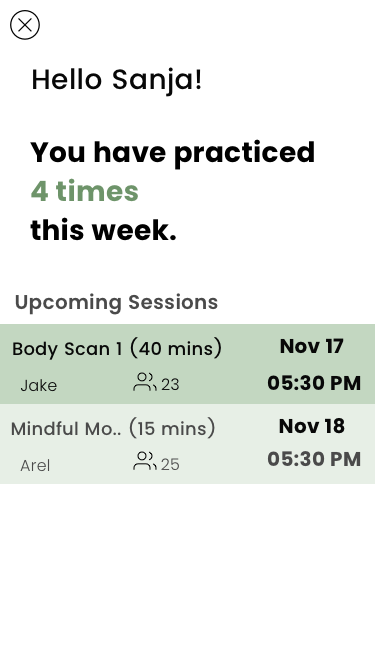 Hello Sanja!
You have practiced
4 times
this week.
Upcoming Sessions
Body Scan 1 (40 mins) Nov 17
Jake 23 05:30 PM
Mindful Mo.. (15 mins) Nov 18
Arel 25 05:30 PM